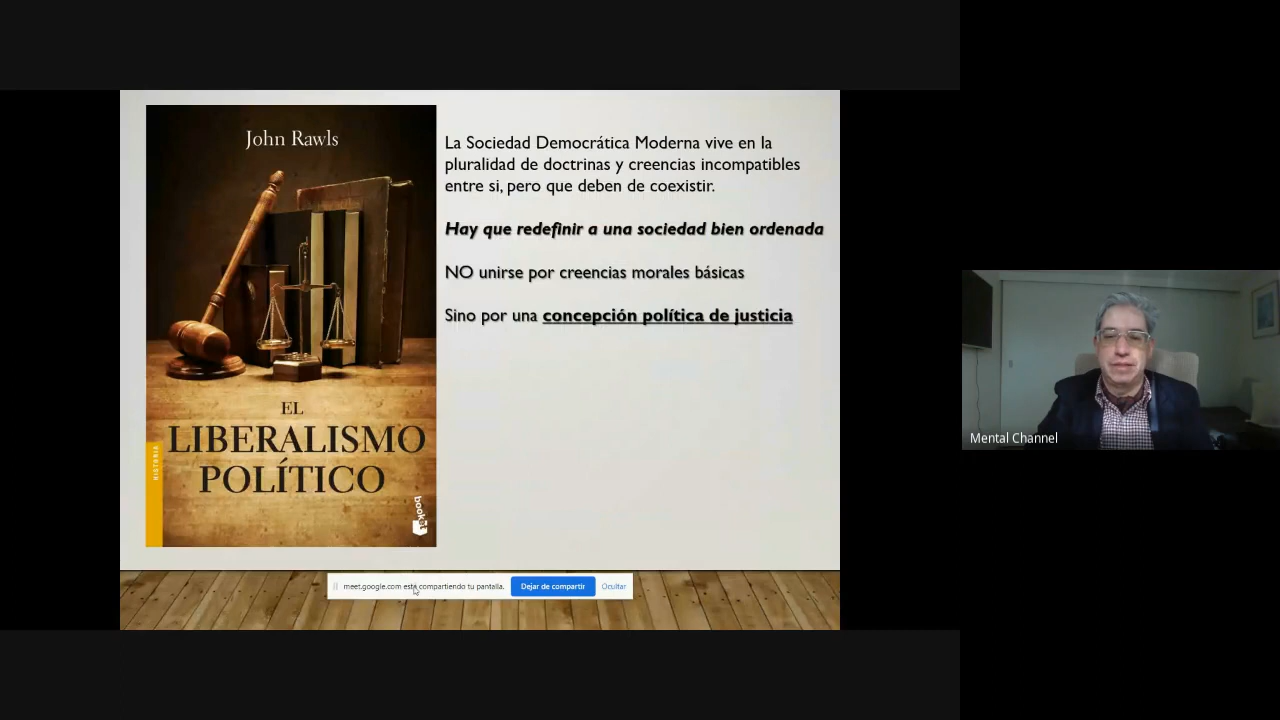 John Rawls
EL
LIBERALISMO
POLÍTICO
HISTORIA
booket
La Sociedad Democrática Moderna vive en la
pluralidad de doctrinas y creencias incompatibles
entre si, pero que deben de coexistir.
Hay que redefinir a una sociedad bien ordenada
NO unirse por creencias morales básicas
Sino por una concepción política de justicia
meet.google.com está compartiendo tu pantalla. Dejar de compartir Ocultar
Mental Channel